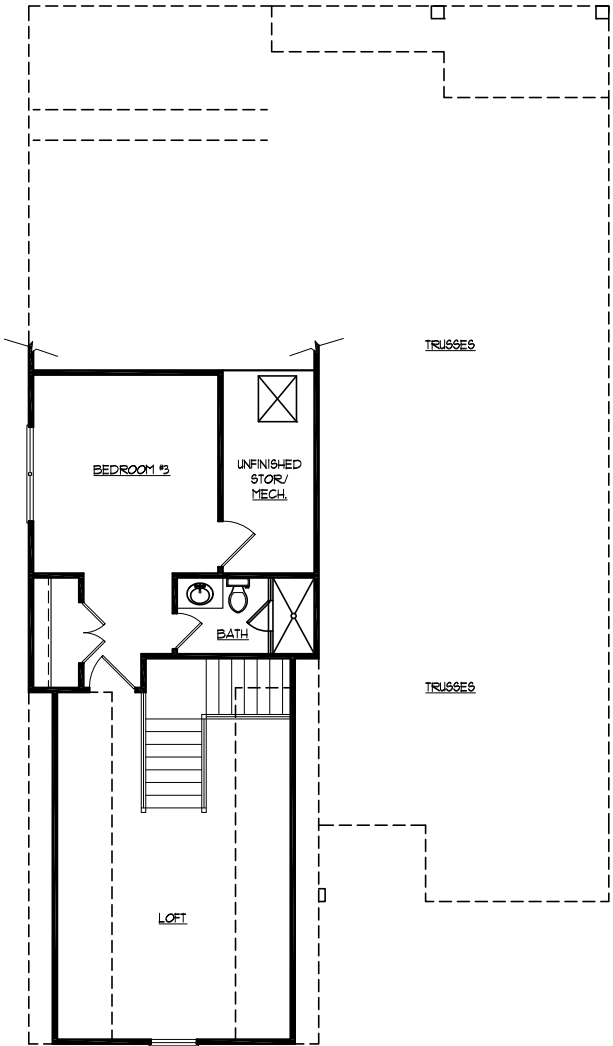 TRUSSES
BEDROOM #3
UNFINISHED
STOR/
MECH.
BATH
TRUSSES
LOFT